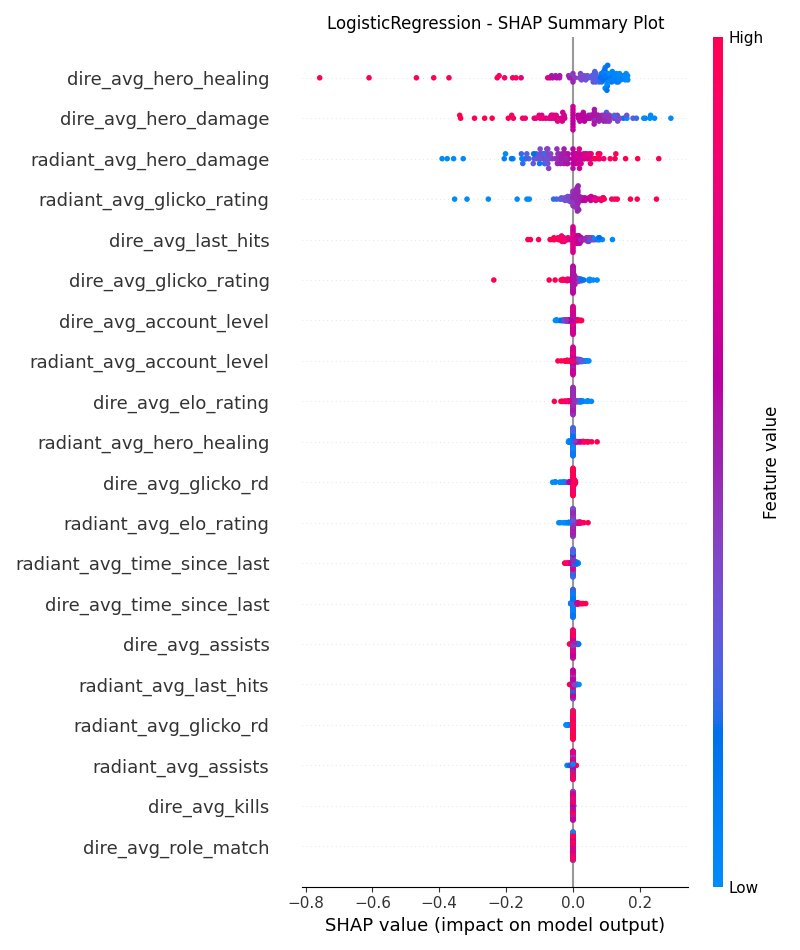 LogisticRegression - SHAP Summary Plot
High
dire_avg_hero_healing
dire_avg_hero_damage
radiant_avg_hero_damage
radiant_avg_glicko_rating
dire_avg_last_hits
dire_avg_glicko_rating
dire_avg_account_level
radiant_avg_account_level
dire_avg_elo_rating
radiant_avg_hero_healing
dire_avg_glicko_rd
radiant_avg_elo_rating
radiant_avg_time_since_last
dire_avg_time_since_last
dire_avg_assists
radiant_avg_last_hits
radiant_avg_glicko_rd
radiant_avg_assists
dire_avg_kills
dire_avg_role_match
Feature value
Low
−0.8 −0.6 −0.4 −0.2 0.0 0.2
SHAP value (impact on model output)